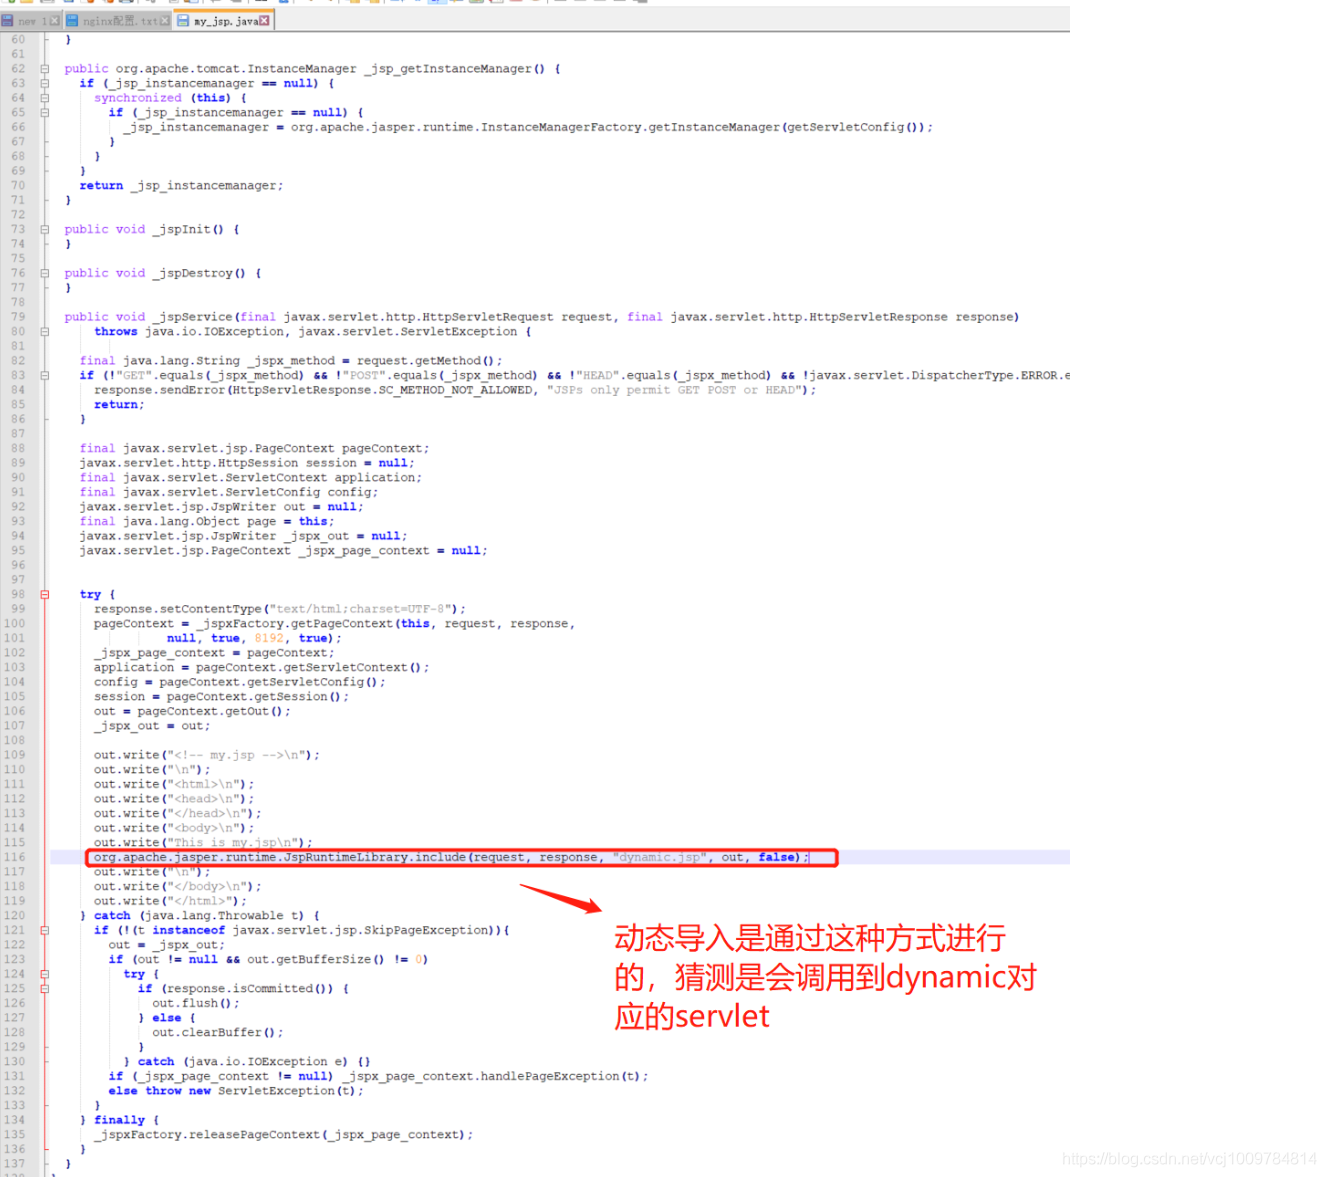 new 1 nginx配置.txt my_jsp.java
60 }
61
62 public org.apache.tomcat.InstanceManager _jsp_getInstanceManager() {
63 if (_jsp_instancemanager == null) {
64 synchronized (this) {
65 if (_jsp_instancemanager == null) {
66 _jsp_instancemanager = org.apache.jasper.runtime.InstanceManagerFactory.getInstanceManager(getServletConfig());
67 }
68 }
69 }
70 return _jsp_instancemanager;
71 }
72
73 public void _jspInit() {
74 }
75
76 public void _jspDestroy() {
77 }
78
79 public void _jspService(final javax.servlet.http.HttpServletRequest request, final javax.servlet.http.HttpServletResponse response)
80 throws java.io.IOException, javax.servlet.ServletException {
81
82 final java.lang.String _jspx_method = request.getMethod();
83 if (!"GET".equals(_jspx_method) && !"POST".equals(_jspx_method) && !"HEAD".equals(_jspx_method) && !javax.servlet.DispatcherType.ERROR.e
84 response.sendError(HttpServletResponse.SC_METHOD_NOT_ALLOWED, "JSPs only permit GET POST or HEAD");
85 return;
86 }
87
88 final javax.servlet.jsp.PageContext pageContext;
89 javax.servlet.http.HttpSession session = null;
90 final javax.servlet.ServletContext application;
91 final javax.servlet.ServletConfig config;
92 javax.servlet.jsp.JspWriter out = null;
93 final java.lang.Object page = this;
94 javax.servlet.jsp.JspWriter _jspx_out = null;
95 javax.servlet.jsp.PageContext _jspx_page_context = null;
96
97
98 try {
99 response.setContentType("text/html;charset=UTF-8");
100 pageContext = _jspxFactory.getPageContext(this, request, response,
101 null, true, 8192, true);
102 _jspx_page_context = pageContext;
103 application = pageContext.getServletContext();
104 config = pageContext.getServletConfig();
105 session = pageContext.getSession();
106 out = pageContext.getOut();
107 _jspx_out = out;
108
109 out.write("<!-- my.jsp -->\n");
110 out.write("\n");
111 out.write("<html>\n");
112 out.write("<head>\n");
113 out.write("</head>\n");
114 out.write("<body>\n");
115 out.write("This is my.jsp\n");
116 org.apache.jasper.runtime.JspRuntimeLibrary.include(request, response, "dynamic.jsp", out, false);
117 out.write("\n");
118 out.write("</body>\n");
119 out.write("</html>");
120 } catch (java.lang.Throwable t) {
121 if (!(t instanceof javax.servlet.jsp.SkipPageException)){
122 out = _jspx_out;
123 if (out != null && out.getBufferSize() != 0)
124 try {
125 if (response.isCommitted()) {
126 out.flush();
127 } else {
128 out.clearBuffer();
129 }
130 } catch (java.io.IOException e) {}
131 if (_jspx_page_context != null) _jspx_page_context.handlePageException(t);
132 else throw new ServletException(t);
133 }
134 } finally {
135 _jspxFactory.releasePageContext(_jspx_page_context);
136 }
137 }
动态导入是通过这种方式进行
的，猜测是会调用到dynamic对
应的servlet
https://blog.csdn.net/vcj1009784814